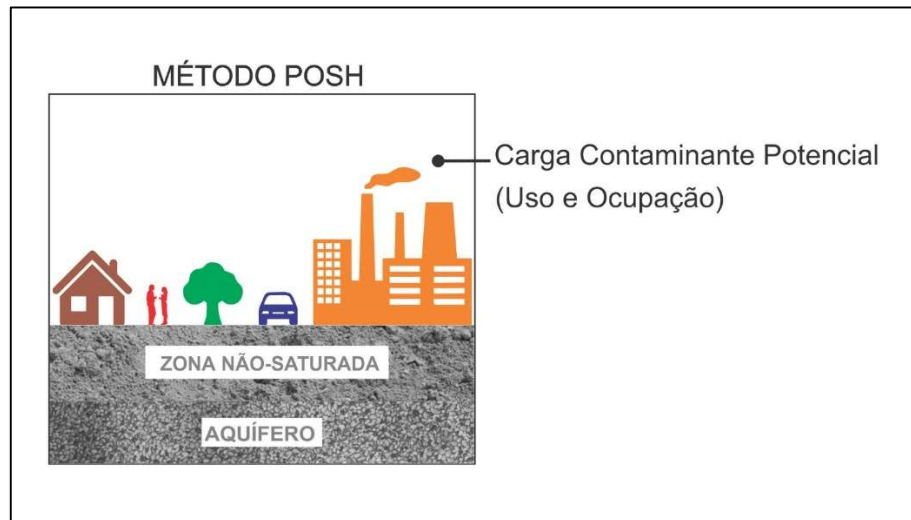 MÉTODO POSH
Carga Contaminante Potencial
(Uso e Ocupação)
ZONA NÃO-SATURADA
AQUÍFERO